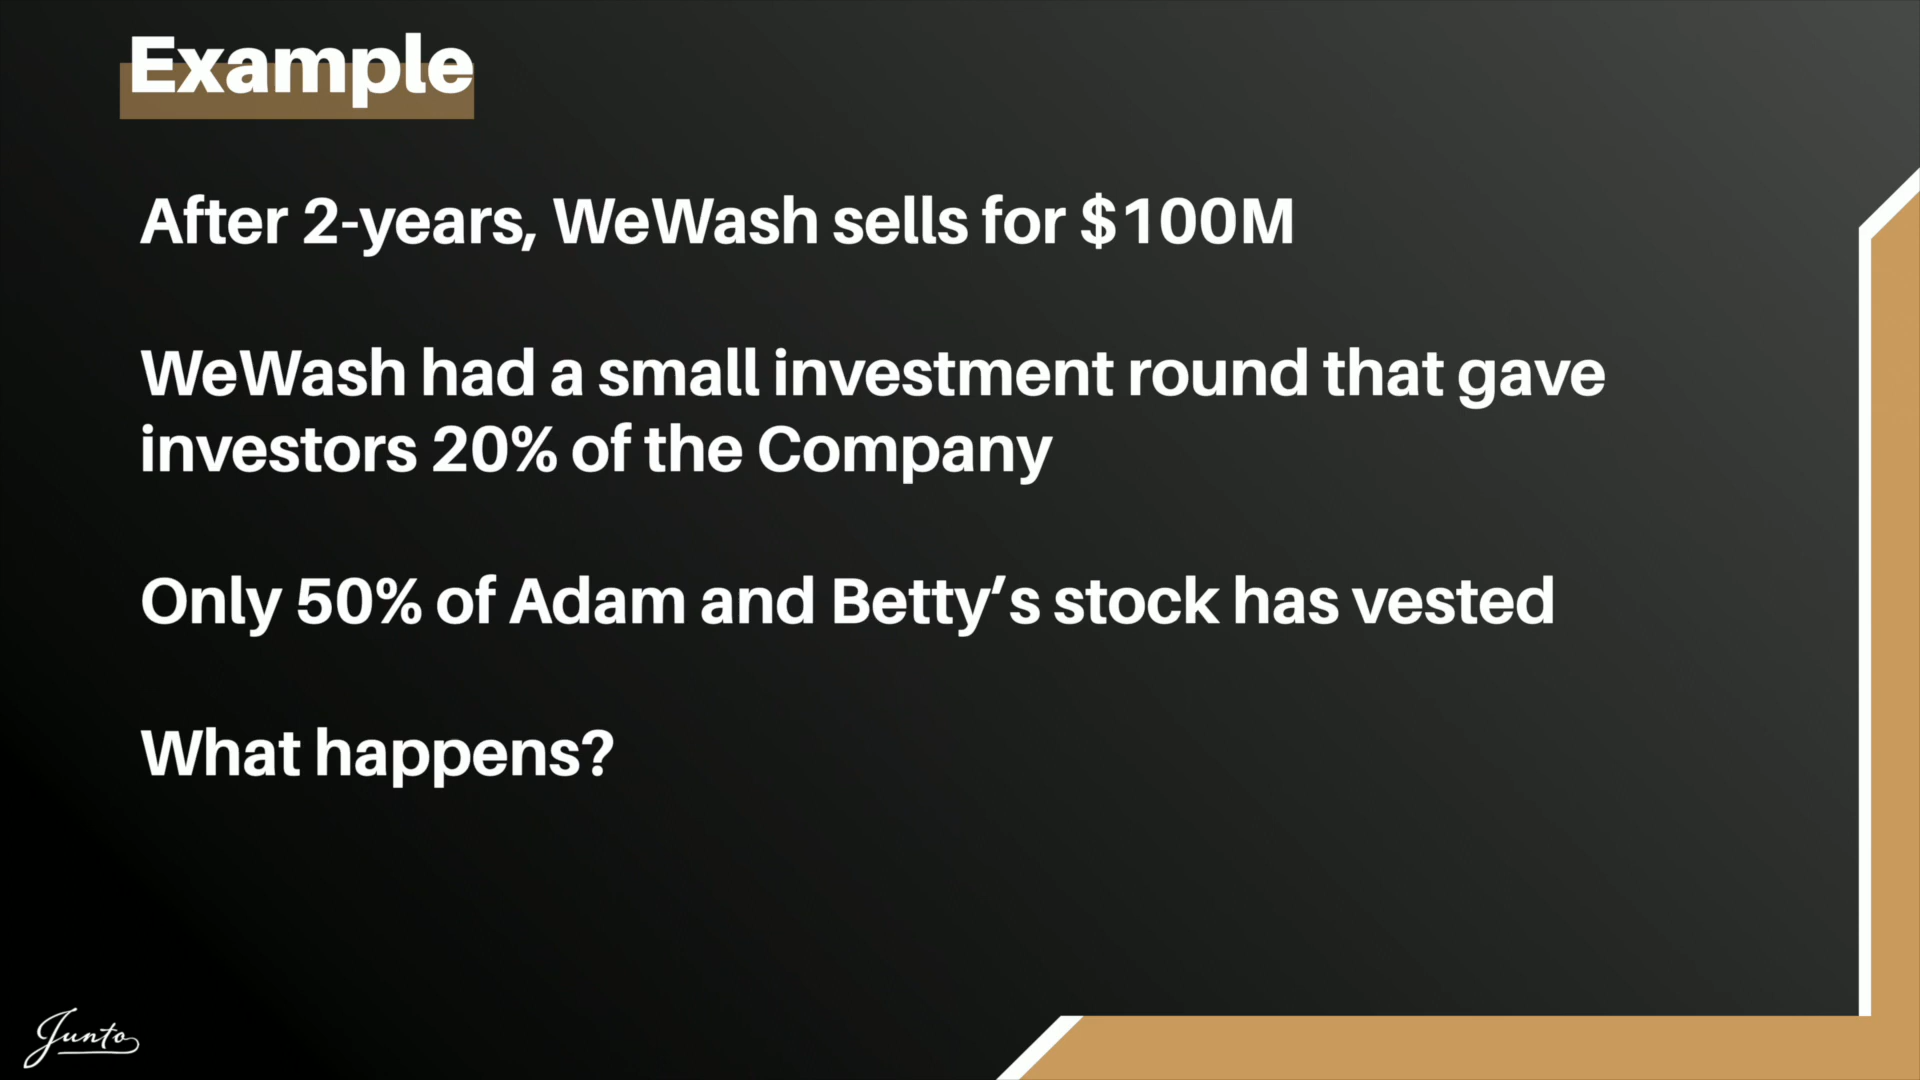 Example
After 2-years, WeWash sells for $100M
WeWash had a small investment round that gave
investors 20% of the Company
Only 50% of Adam and Betty’s stock has vested
What happens?
Junto